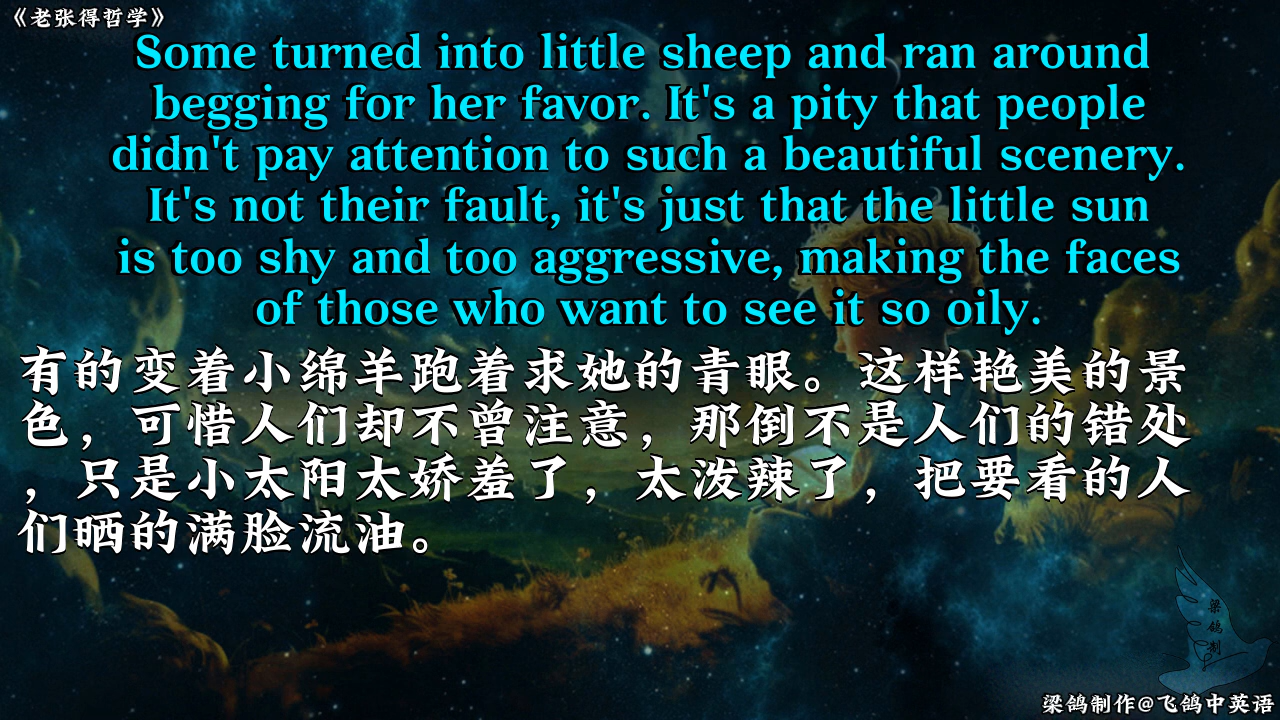 《老张得哲学》
Some turned into little sheep and ran around
begging for her favor. It's a pity that people
didn't pay attention to such a beautiful scenery.
It's not their fault, it's just that the little sun
is too shy and too aggressive, making the faces
of those who want to see it so oily.
有的变着小绵羊跑着求她的青眼。这样艳美的景
色，可惜人们却不曾注意，那倒不是人们的错处
，只是小太阳太娇羞了，太泼辣了，把要看的人
们晒的满脸流油。
梁
鸽
制
梁鸽制作@飞鸽中英语